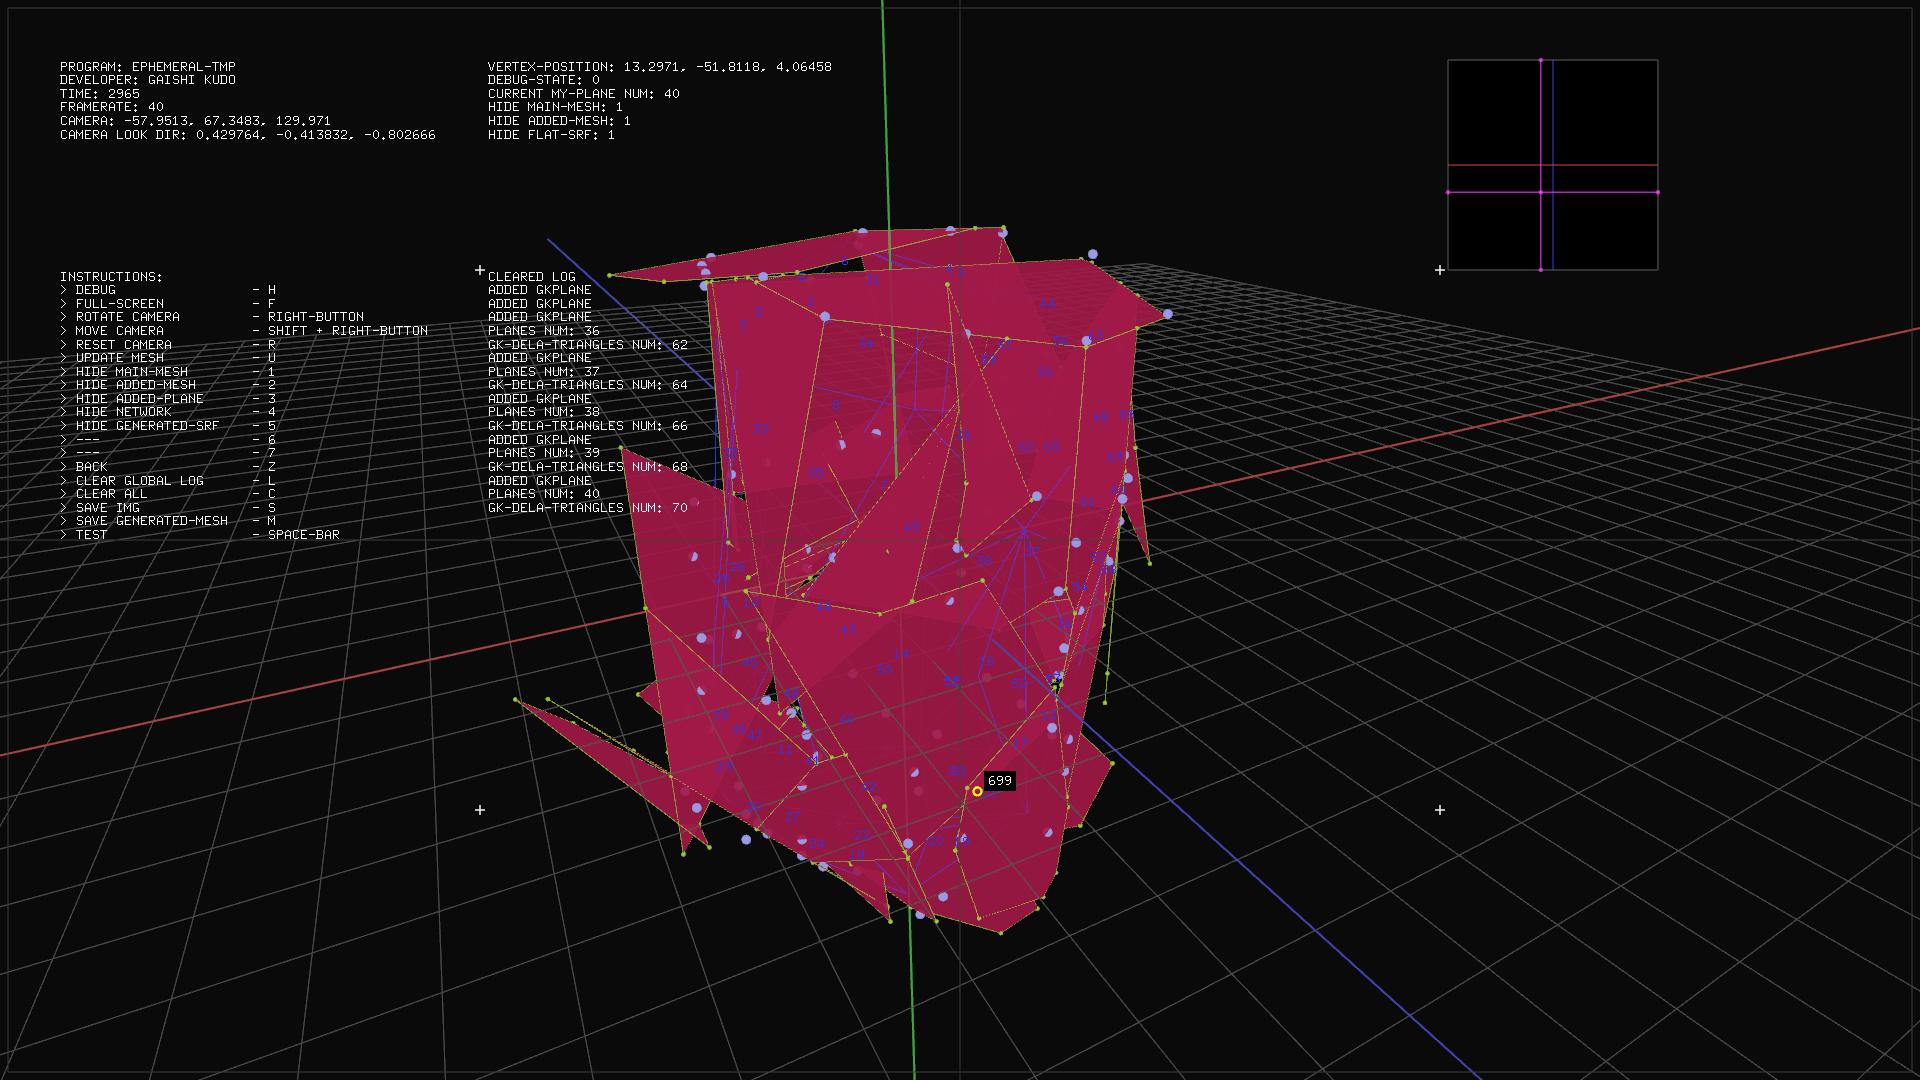 PROGRAM: EPHEMERAL-TMP
DEVELOPER: GAISHI KUDO
TIME: 2965
FRAMERATE: 40
CAMERA: -57.9513, 67.3483, 129.971
CAMERA LOOK DIR: 0.429764, -0.413832, -0.802666
VERTEX-POSITION: 13.2971, -51.8118, 4.06458
DEBUG-STATE: 0
CURRENT MY-PLANE NUM: 40
HIDE MAIN-MESH: 1
HIDE ADDED-MESH: 1
HIDE FLAT-SRF: 1
INSTRUCTIONS:
> DEBUG - H
> FULL-SCREEN - F
> ROTATE CAMERA - RIGHT-BUTTON
> MOVE CAMERA - SHIFT + RIGHT-BUTTON
> RESET CAMERA - R
> UPDATE MESH - U
> HIDE MAIN-MESH - 1
> HIDE ADDED-MESH - 2
> HIDE ADDED-PLANE - 3
> HIDE NETWORK - 4
> HIDE GENERATED-SRF - 5
> --- - 6
> --- - 7
> BACK - Z
> CLEAR GLOBAL LOG - L
> CLEAR ALL - C
> SAVE IMG - S
> SAVE GENERATED-MESH - M
> TEST - SPACE-BAR
CLEARED LOG
ADDED GKPLANE
ADDED GKPLANE
ADDED GKPLANE
PLANES NUM: 36
GK-DELA-TRIANGLES NUM: 62
ADDED GKPLANE
PLANES NUM: 37
GK-DELA-TRIANGLES NUM: 64
ADDED GKPLANE
PLANES NUM: 38
GK-DELA-TRIANGLES NUM: 66
ADDED GKPLANE
PLANES NUM: 39
GK-DELA-TRIANGLES NUM: 68
ADDED GKPLANE
PLANES NUM: 40
GK-DELA-TRIANGLES NUM: 70
699